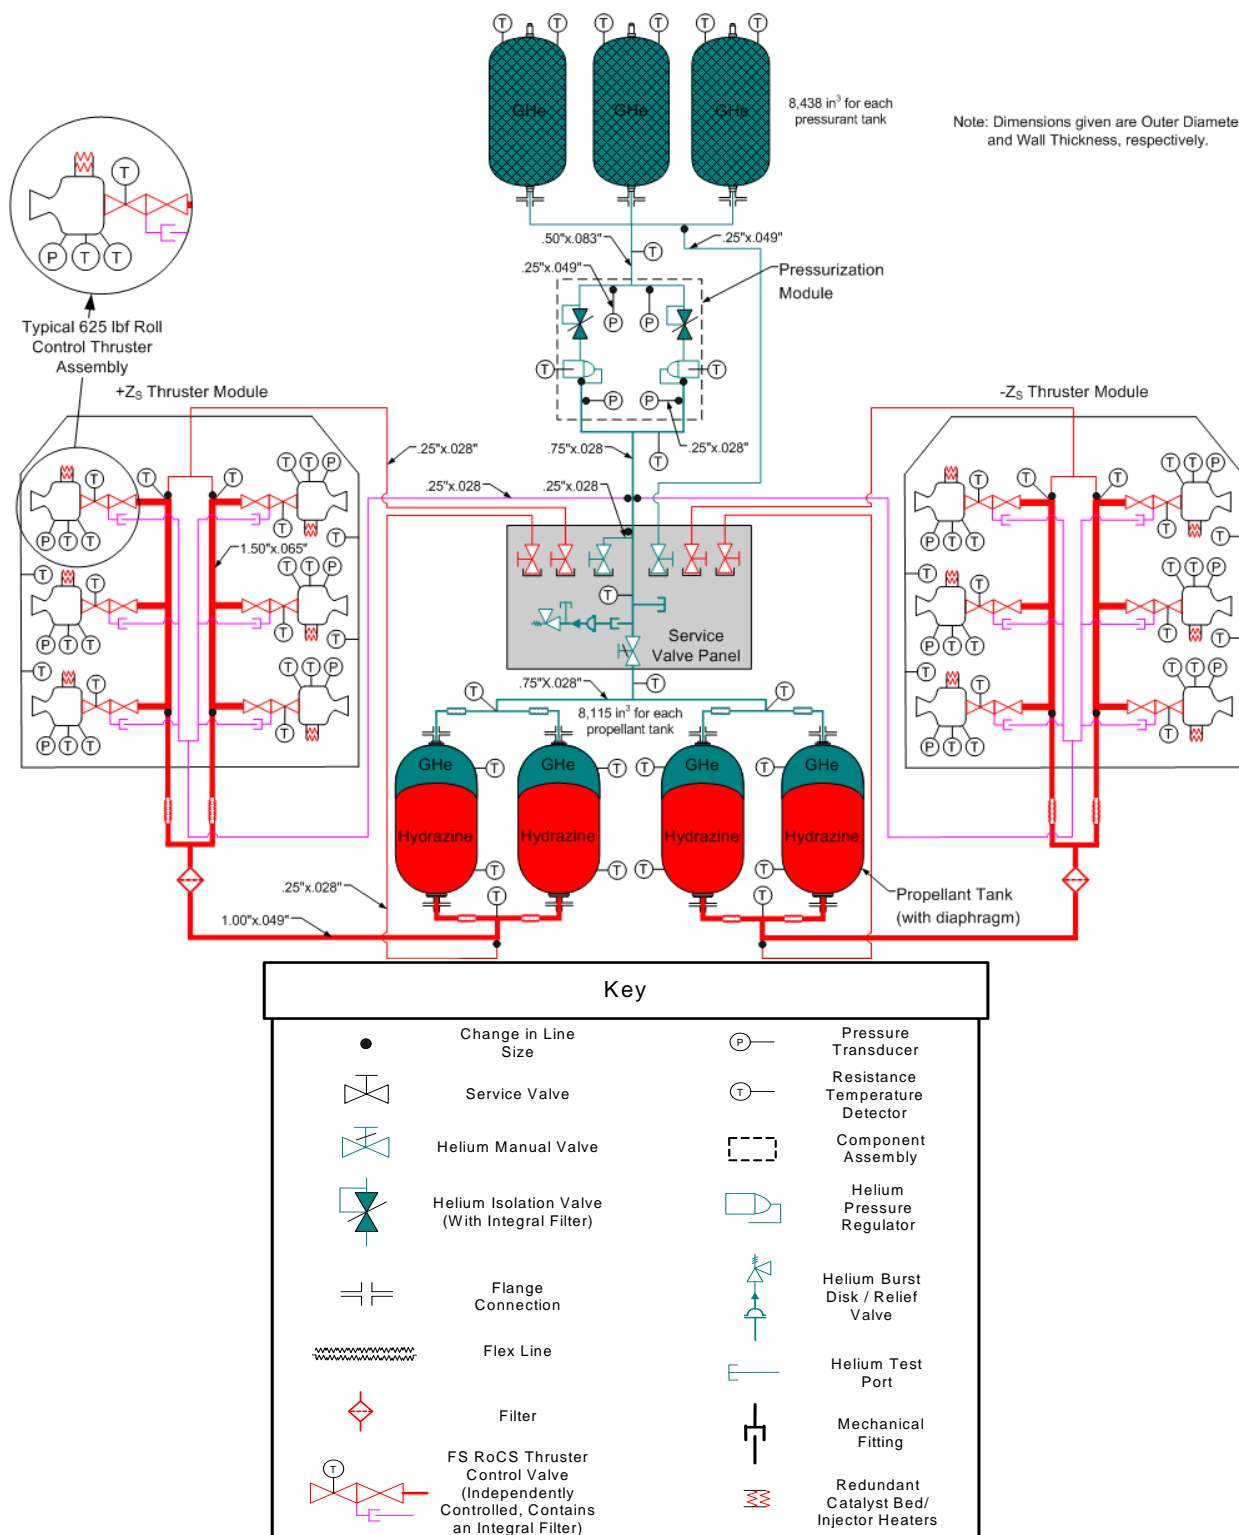 T T T T T T
GHe GHe GHe
8,438 in³ for each
pressurant tank
Note: Dimensions given are Outer Diamete
and Wall Thickness, respectively.
T
P T T
.50"x.083"
.25"x.049"
T
.25"x.049"
Pressurization
Module
P P
T T
P P
Typical 625 lbf Roll
Control Thruster
Assembly
+Zs Thruster Module
-Zs Thruster Module
.25"x.028"
.75"x.028
T
.25"x.028"
.25"x.028
.25"x.028
T T T T T P
P T T T
1.50"x.065"
T
T T T T P
P T T T
T
T T T T P
P T T T
T
T T T T T P
P T T T
T
T T T T P
P T T T
T
T T T T P
P T T T
T
T
Service
Valve Panel
T
.75"X.028"
T T
8,115 in³ for each
propellant tank
GHe GHe GHe GHe
T T T T
Hydrazine Hydrazine Hydrazine Hydrazine
T T T T
T T
.25"x.028"
1.00"x.049"
Propellant Tank
(with diaphragm)
Key
Change in Line
Size
Service Valve
Helium Manual Valve
Helium Isolation Valve
(With Integral Filter)
Flange
Connection
Flex Line
Filter
T
FS RoCS Thruster
Control Valve
(Independently
Controlled, Contains
an Integral Filter)
P
Pressure
Transducer
T
Resistance
Temperature
Detector
Component
Assembly
Helium
Pressure
Regulator
Helium Burst
Disk / Relief
Valve
Helium Test
Port
Mechanical
Fitting
Redundant
Catalyst Bed/
Injector Heaters